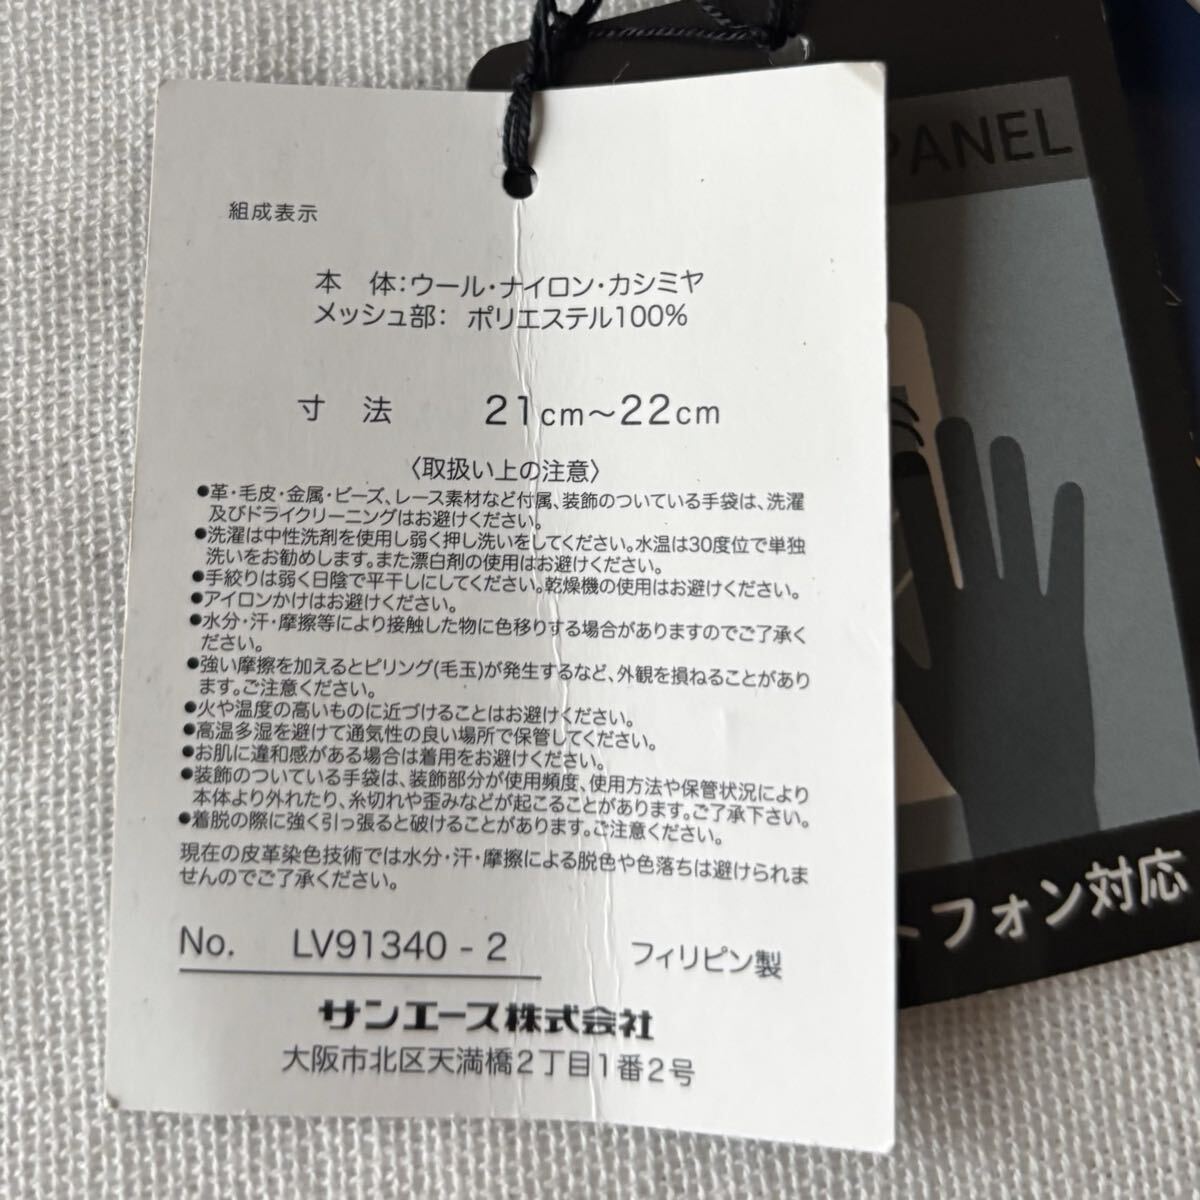 組成表示
本　体：ウール・ナイロン・カシミヤ
メッシュ部： ポリエステル100%
寸　法　21cm～22cm
〈取扱い上の注意〉
●革・毛皮・金属・ビーズ、レース素材など付属、装飾のついている手袋は、洗濯
及びドライクリーニングはお避けください。
●洗濯は中性洗剤を使用し弱く押し洗いをしてください。水温は30度位で単独
洗いをお勧めします。また漂白剤の使用はお避けください。
●手絞りは弱く日陰で平干しにしてください。乾燥機の使用はお避けください。
●アイロンかけはお避けください。
●水分・汗・摩擦等により接触した物に色移りする場合がありますのでご了承く
ださい。
●強い摩擦を加えるとピリング(毛玉)が発生するなど、外観を損ねることがあり
ます。ご注意ください。
●火や温度の高いものに近づけることはお避けください。
●高温多湿を避けて通気性の良い場所で保管してください。
●お肌に違和感がある場合は着用をお避けください。
●装飾のついている手袋は、装飾部分が使用頻度、使用方法や保管状況により
本体より外れたり、糸切れや歪みなどが起こることがあります。ご了承下さい。
●着脱の際に強く引っ張ると破けることがあります。ご注意ください。
現在の皮革染色技術では水分・汗・摩擦による脱色や色落ちは避けられま
せんのでご了承ください。
No.　LV91340 - 2　フィリピン製
サンエース株式会社
大阪市北区天満橋2丁目1番2号
PANEL
トフォン対応